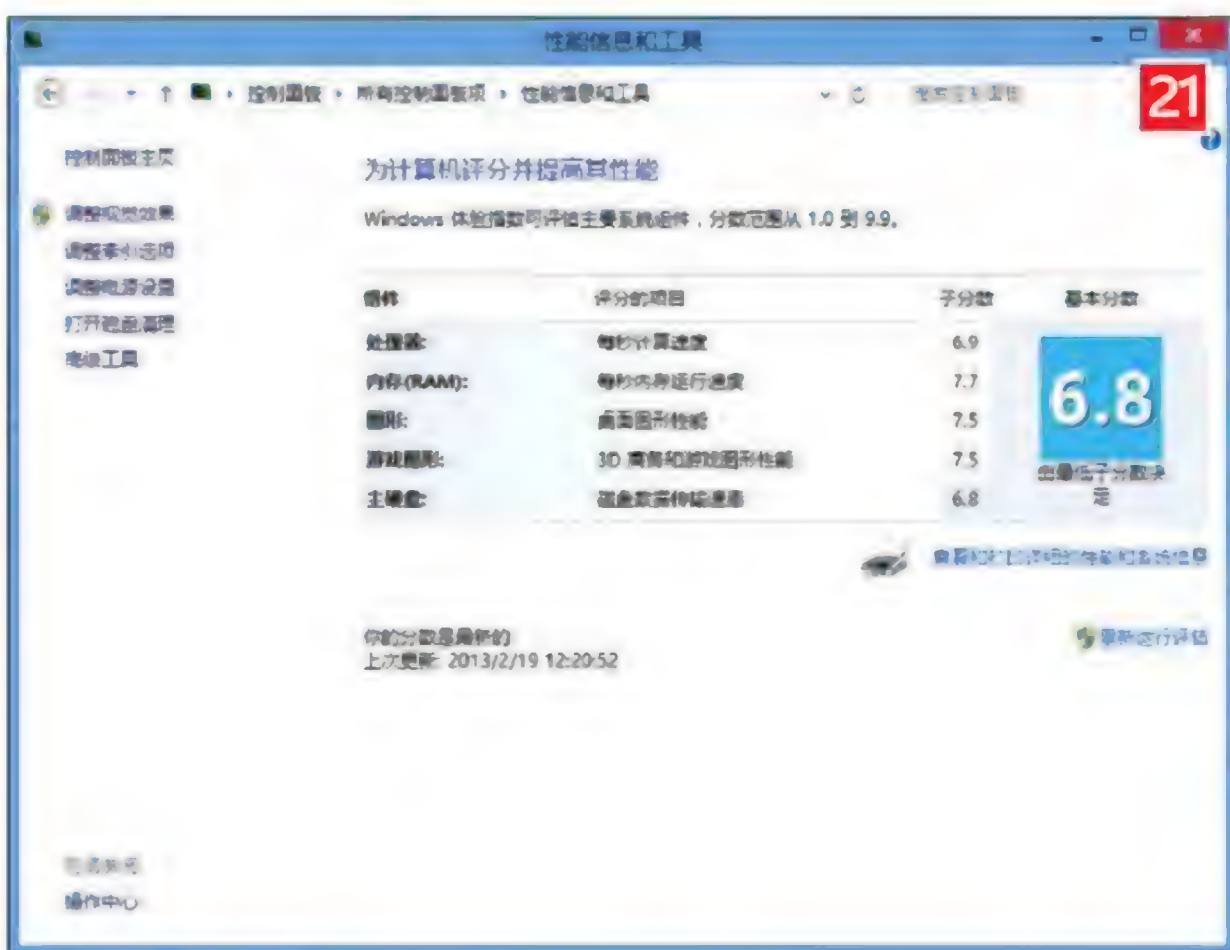 性能信息和工具
控制面板 所有控制面板项 性能信息和工具
21
控制面板主页
调整视觉效果
调整索引选项
调整电源设置
打开磁盘清理
高级工具
为计算机评分并提高其性能
Windows 体验指数可评估主要系统组件，分数范围从 1.0 到 9.9。
组件 评分的项目 子分数 基本分数
处理器: 每秒计算速度 6.9
内存(RAM): 每秒内存运行速度 7.7
图形: 桌面图形性能 7.5
游戏图形: 3D 商务和游戏图形性能 7.5
主硬盘: 磁盘数据传输速率 6.8
6.8
由最低子分数决
定
你的分数是最新的
上次更新: 2013/2/19 12:20:52
重新运行评估
操作中心